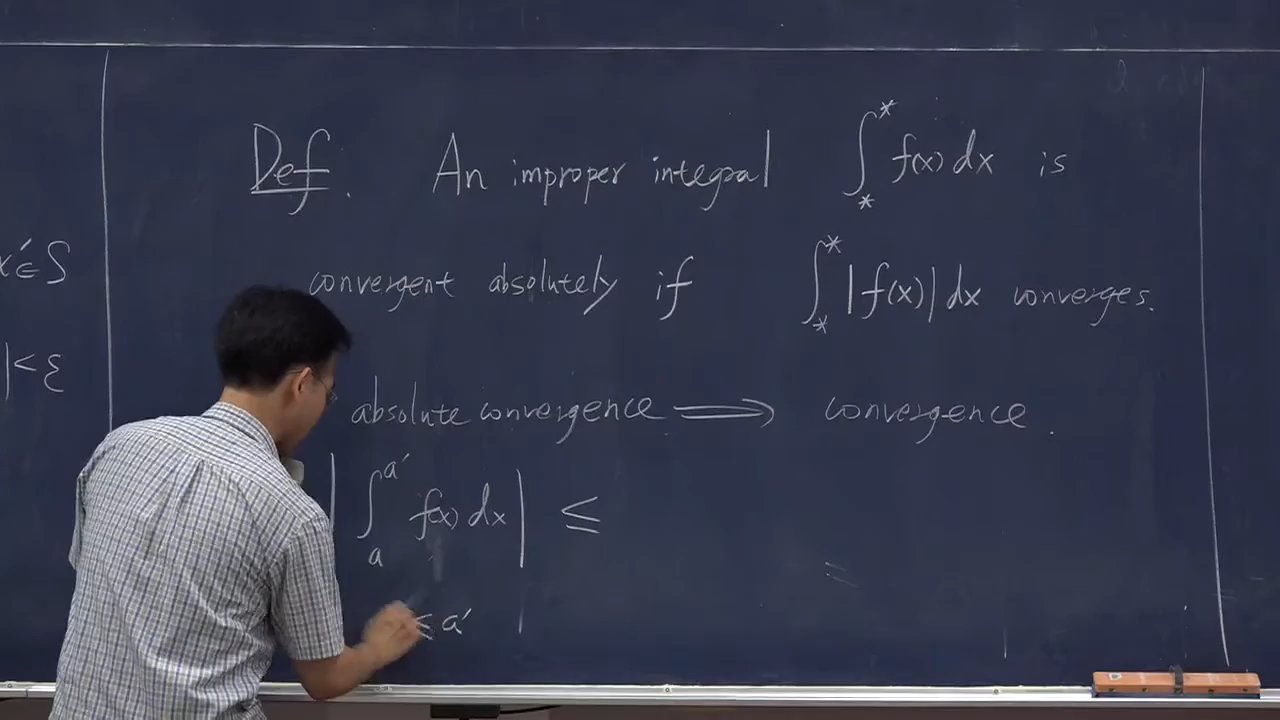 x'∈S
|<ε
Def. An improper integral ∫_*^* f(x) dx is
convergent absolutely if ∫_*^* |f(x)| dx converges.
absolute convergence ⟹ convergence.
|∫_a^{a'} f(x) dx| ≤
≤ a'